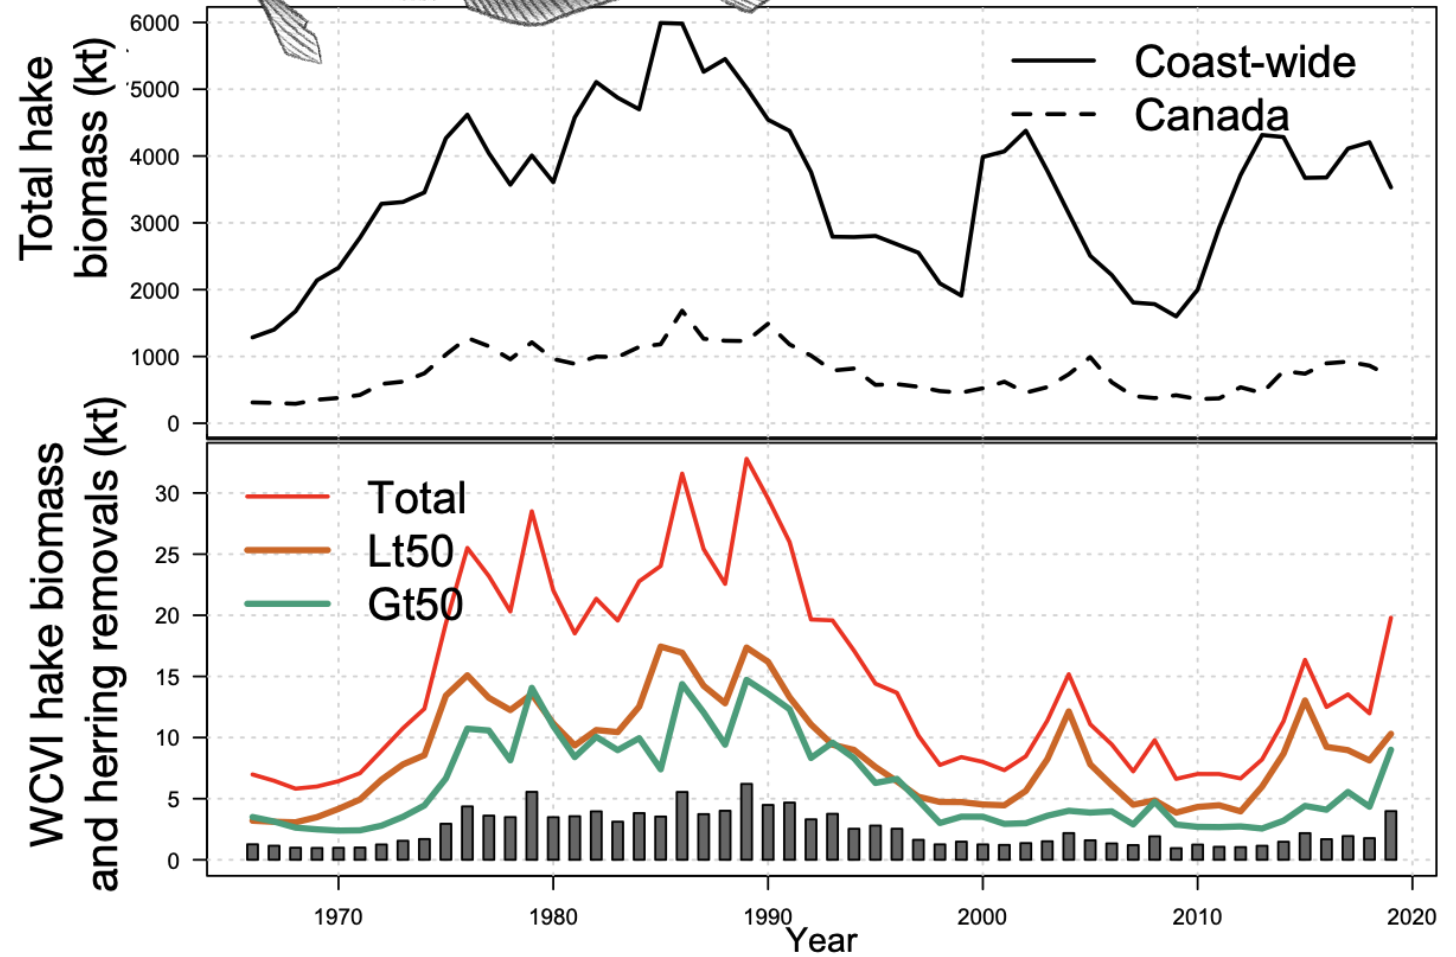 Total hake
biomass (kt)
6000
5000
4000
3000
2000
1000
0
Coast-wide
Canada
WCVI hake biomass
and herring removals (kt)
30
25
20
15
10
5
0
Total
Lt50
Gt50
1970
1980
1990
2000
2010
2020
Year